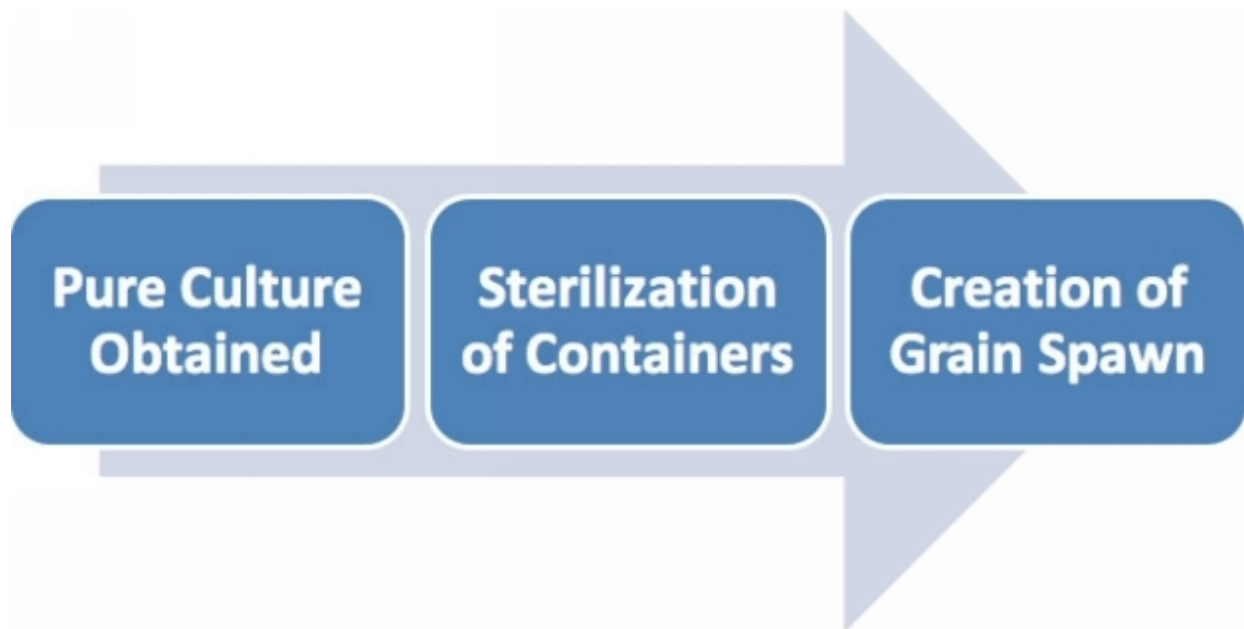 Pure Culture
Obtained
Sterilization
of Containers
Creation of
Grain Spawn